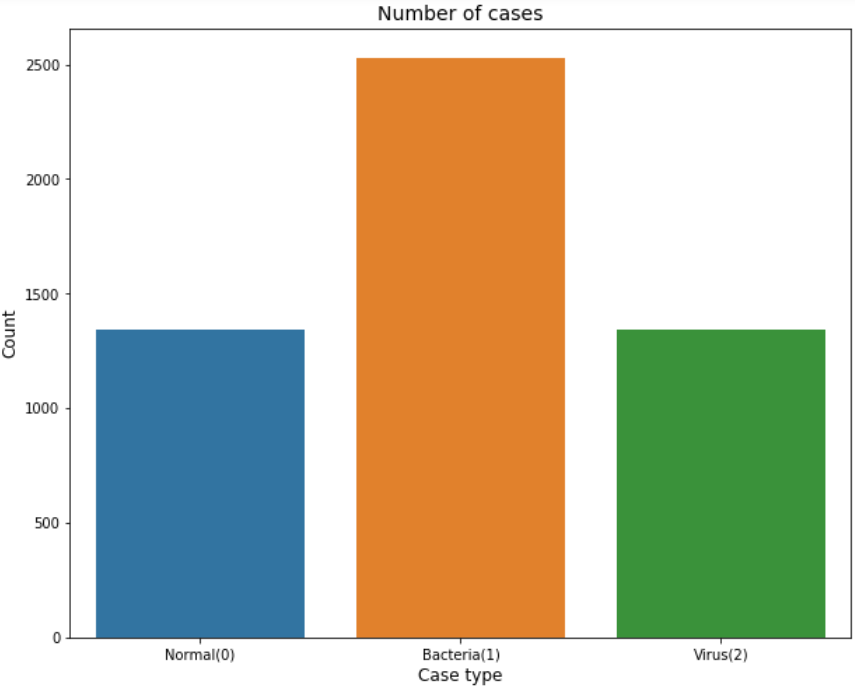 Number of cases
2500
2000
1500
1000
500
0
Count
Normal(0)
Bacteria(1)
Virus(2)
Case type